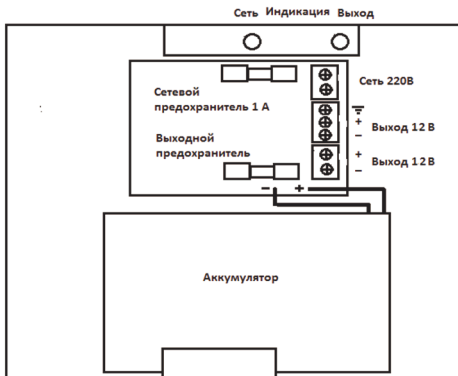 Сеть Индикация Выход
Сеть 220В
Сетевой
предохранитель 1 А
+
Выход 12 В
−
Выходной
предохранитель
+
Выход 12 В
−
− +
Аккумулятор